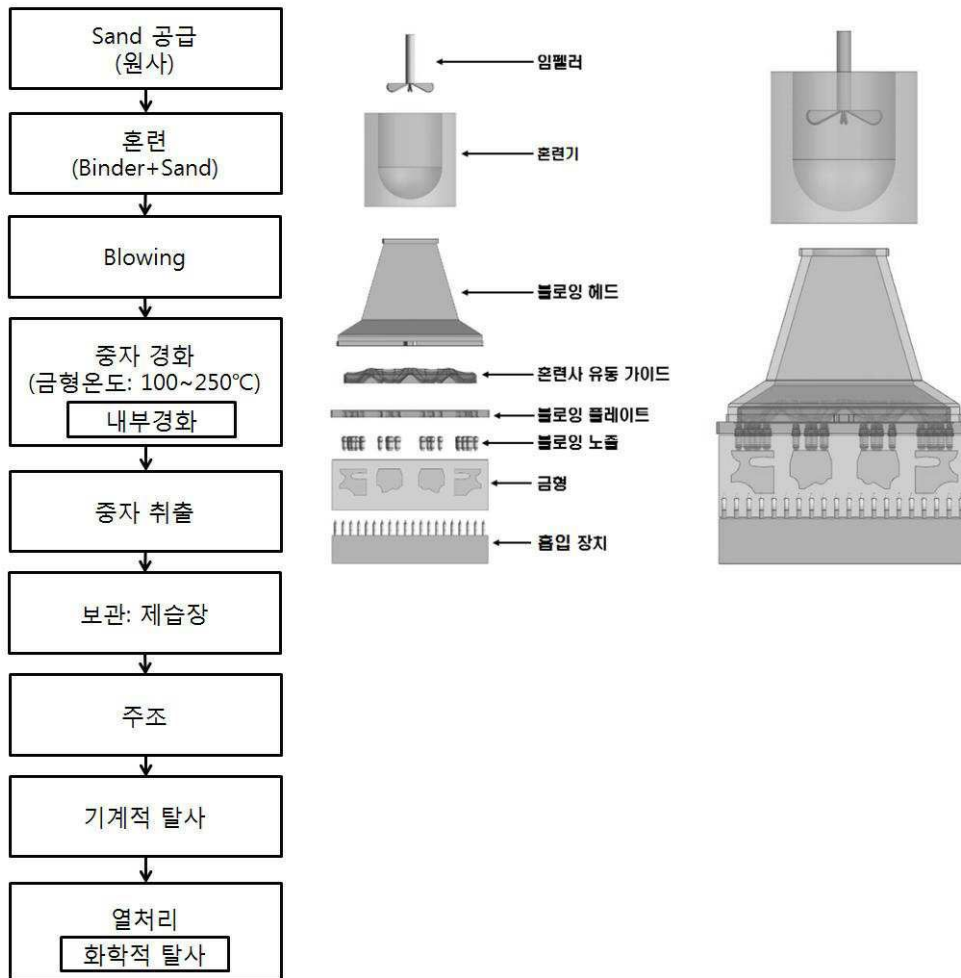 Sand 공급
(원사)
혼련
(Binder+Sand)
Blowing
중자 경화
(금형온도: 100~250℃)
내부경화
중자 취출
보관: 제습장
주조
기계적 탈사
열처리
화학적 탈사
임펠러
혼련기
블로잉 헤드
혼련사 유동 가이드
블로잉 플레이트
블로잉 노즐
금형
흡입 장치